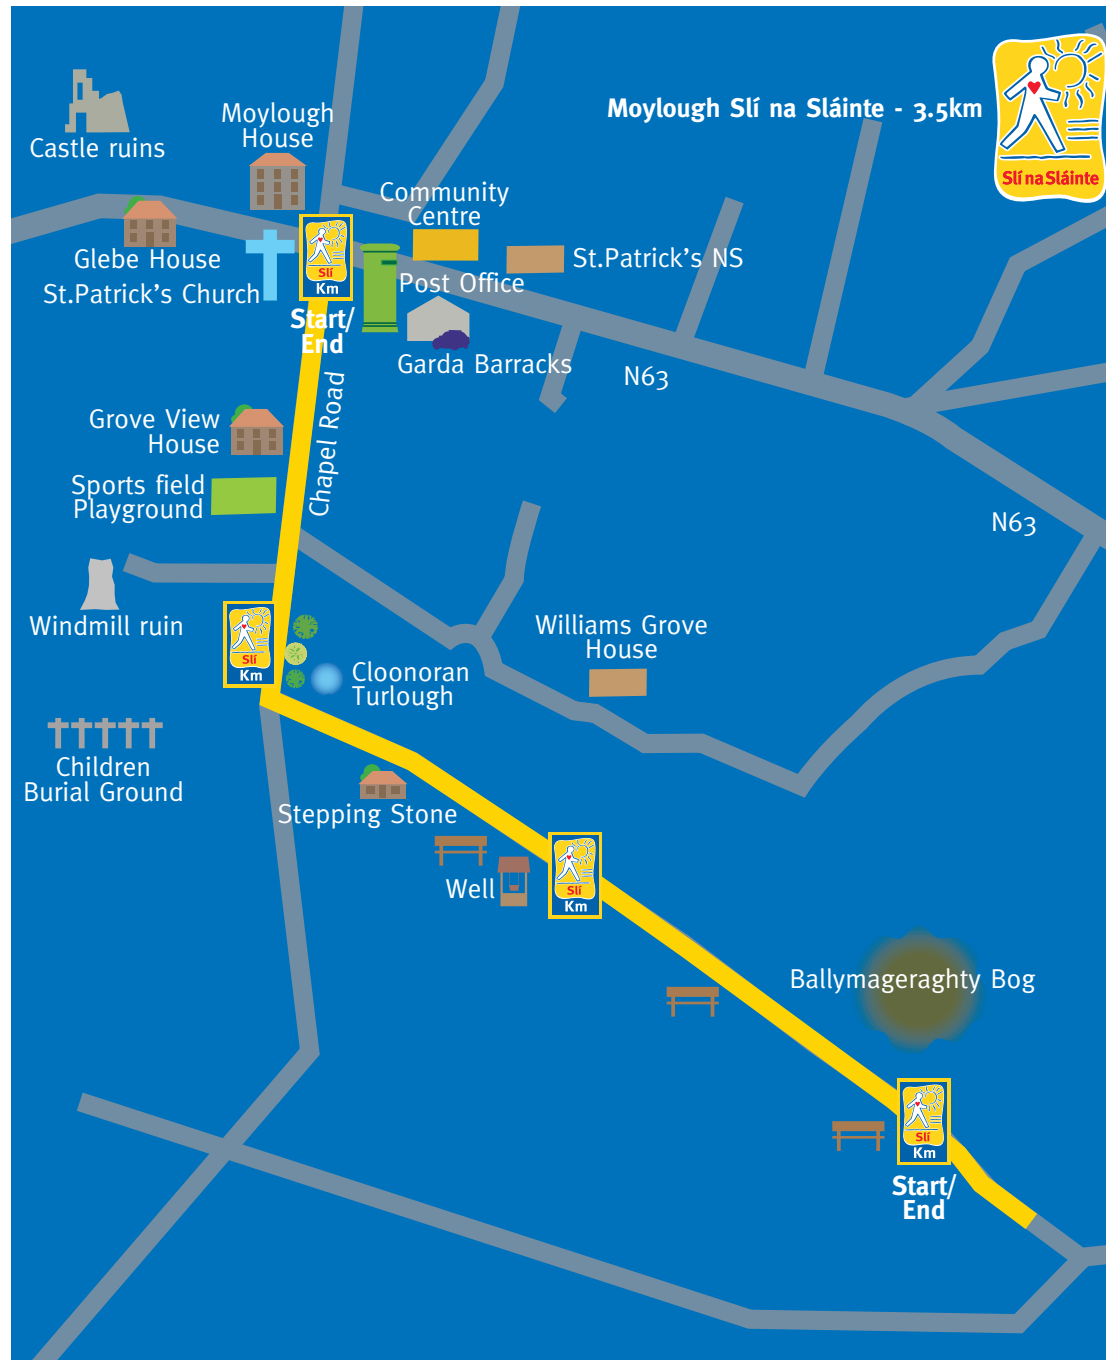 Moylough Slí na Sláinte - 3.5km
Slí na Sláinte
Castle ruins
Moylough
House
Community
Centre
Glebe House
St.Patrick's Church
Slí
Km
Start/
End
Post Office
St.Patrick's NS
Garda Barracks
N63
Chapel Road
Grove View
House
Sports field
Playground
N63
Windmill ruin
Slí
Km
Williams Grove
House
Cloonoran
Turlough
Children
Burial Ground
Stepping Stone
Well
Slí
Km
Ballymageraghty Bog
Slí
Km
Start/
End